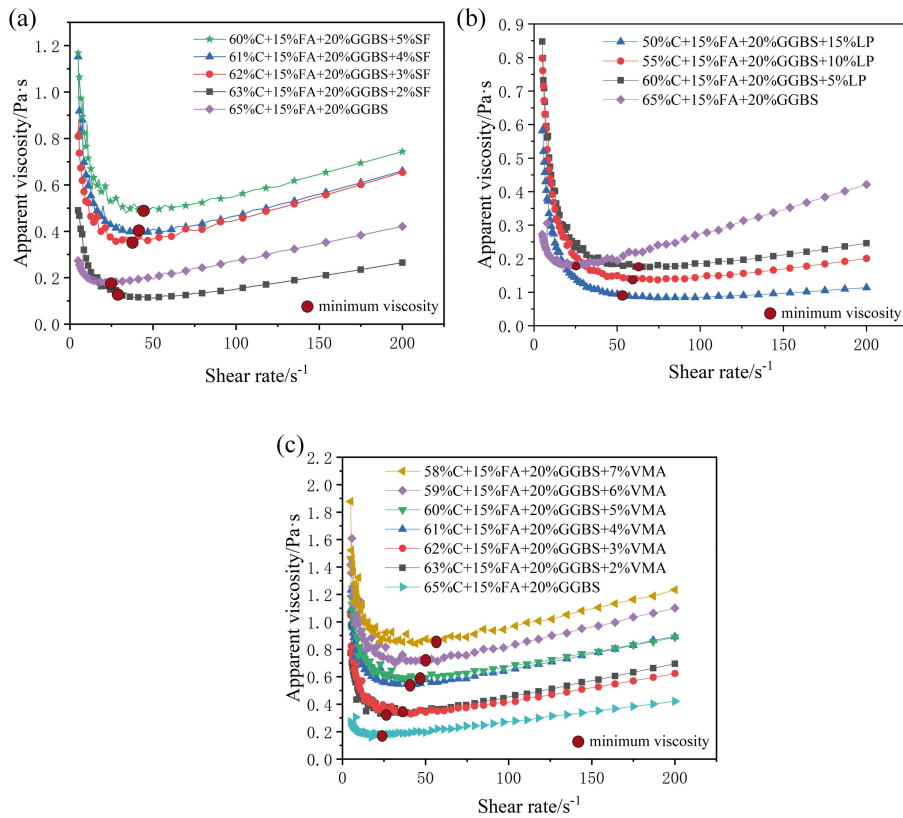 (a)
60%C+15%FA+20%GGBS+5%SF
61%C+15%FA+20%GGBS+4%SF
62%C+15%FA+20%GGBS+3%SF
63%C+15%FA+20%GGBS+2%SF
65%C+15%FA+20%GGBS
minimum viscosity
Apparent viscosity/Pa·s
1.2
1.0
0.8
0.6
0.4
0.2
0.0
0
50
100
150
200
Shear rate/s⁻¹
(b)
50%C+15%FA+20%GGBS+15%LP
55%C+15%FA+20%GGBS+10%LP
60%C+15%FA+20%GGBS+5%LP
65%C+15%FA+20%GGBS
minimum viscosity
Apparent viscosity/Pa·s
0.9
0.8
0.7
0.6
0.5
0.4
0.3
0.2
0.1
0.0
0
50
100
150
200
Shear rate/s⁻¹
(c)
58%C+15%FA+20%GGBS+7%VMA
59%C+15%FA+20%GGBS+6%VMA
60%C+15%FA+20%GGBS+5%VMA
61%C+15%FA+20%GGBS+4%VMA
62%C+15%FA+20%GGBS+3%VMA
63%C+15%FA+20%GGBS+2%VMA
65%C+15%FA+20%GGBS
minimum viscosity
Apparent viscosity/Pa·s
2.2
2.0
1.8
1.6
1.4
1.2
1.0
0.8
0.6
0.4
0.2
0.0
0
50
100
150
200
Shear rate/s⁻¹